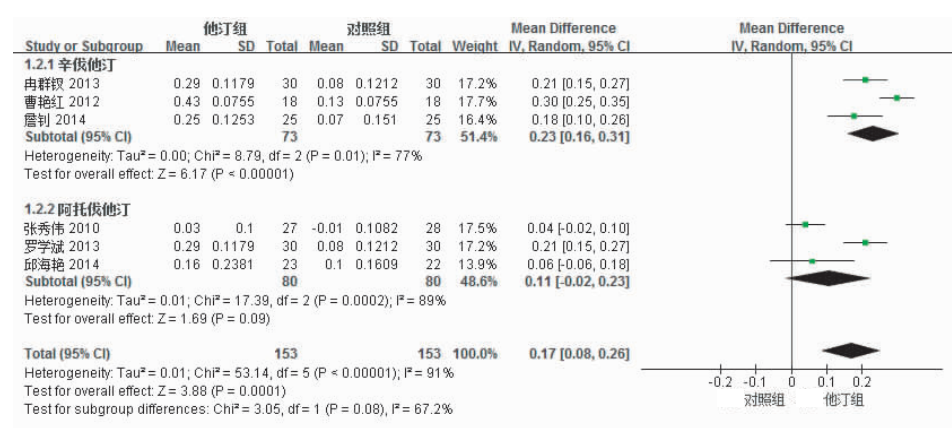 他汀组 对照组 Mean Difference Mean Difference
Study or Subgroup Mean SD Total Mean SD Total Weight IV, Random, 95% CI IV, Random, 95% CI
1.2.1 辛伐他汀
冉群钗 2013 0.29 0.1179 30 0.08 0.1212 30 17.2% 0.21 [0.15, 0.27]
曹艳红 2012 0.43 0.0755 18 0.13 0.0755 18 17.7% 0.30 [0.25, 0.35]
詹钊 2014 0.25 0.1253 25 0.07 0.151 25 16.4% 0.18 [0.10, 0.26]
Subtotal (95% CI) 73 73 51.4% 0.23 [0.16, 0.31]
Heterogeneity: Tau² = 0.00; Chi² = 8.79, df = 2 (P = 0.01); I² = 77%
Test for overall effect: Z = 6.17 (P < 0.00001)
1.2.2 阿托伐他汀
张秀伟 2010 0.03 0.1 27 -0.01 0.1082 28 17.5% 0.04 [-0.02, 0.10]
罗学斌 2013 0.29 0.1179 30 0.08 0.1212 30 17.2% 0.21 [0.15, 0.27]
邱海艳 2014 0.16 0.2381 23 0.1 0.1609 22 13.9% 0.06 [-0.06, 0.18]
Subtotal (95% CI) 80 80 48.6% 0.11 [-0.02, 0.23]
Heterogeneity: Tau² = 0.01; Chi² = 17.39, df = 2 (P = 0.0002); I² = 89%
Test for overall effect: Z = 1.69 (P = 0.09)
Total (95% CI) 153 153 100.0% 0.17 [0.08, 0.26]
Heterogeneity: Tau² = 0.01; Chi² = 53.14, df = 5 (P < 0.00001); I² = 91%
Test for overall effect: Z = 3.88 (P = 0.0001)
Test for subgroup differences: Chi² = 3.05, df = 1 (P = 0.08), I² = 67.2%
-0.2 -0.1 0 0.1 0.2
对照组 他汀组